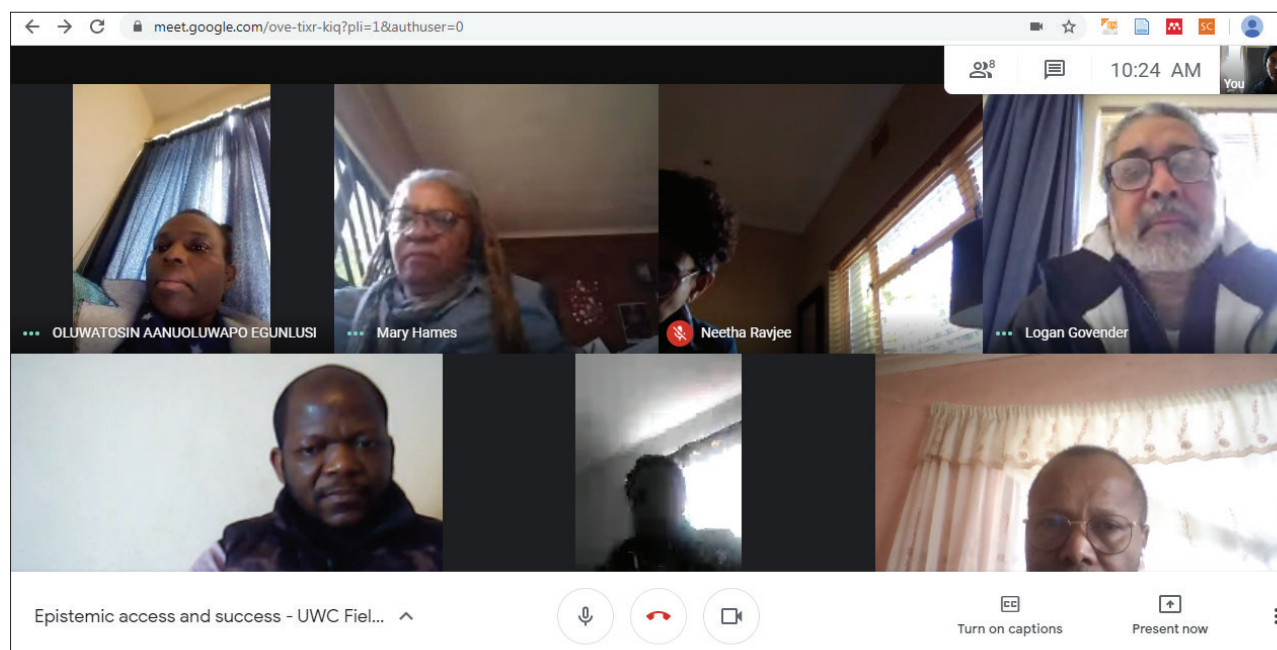 meet.google.com/ove-tixr-kiq?pli=1&authuser=0
SC
8
10:24 AM
You
OLUWATOSIN AANUOLUWAPO EGUNLUSI
Mary Hames
Neetha Ravjee
Logan Govender
Epistemic access and success - UWC Fiel...
CC
Turn on captions
Present now